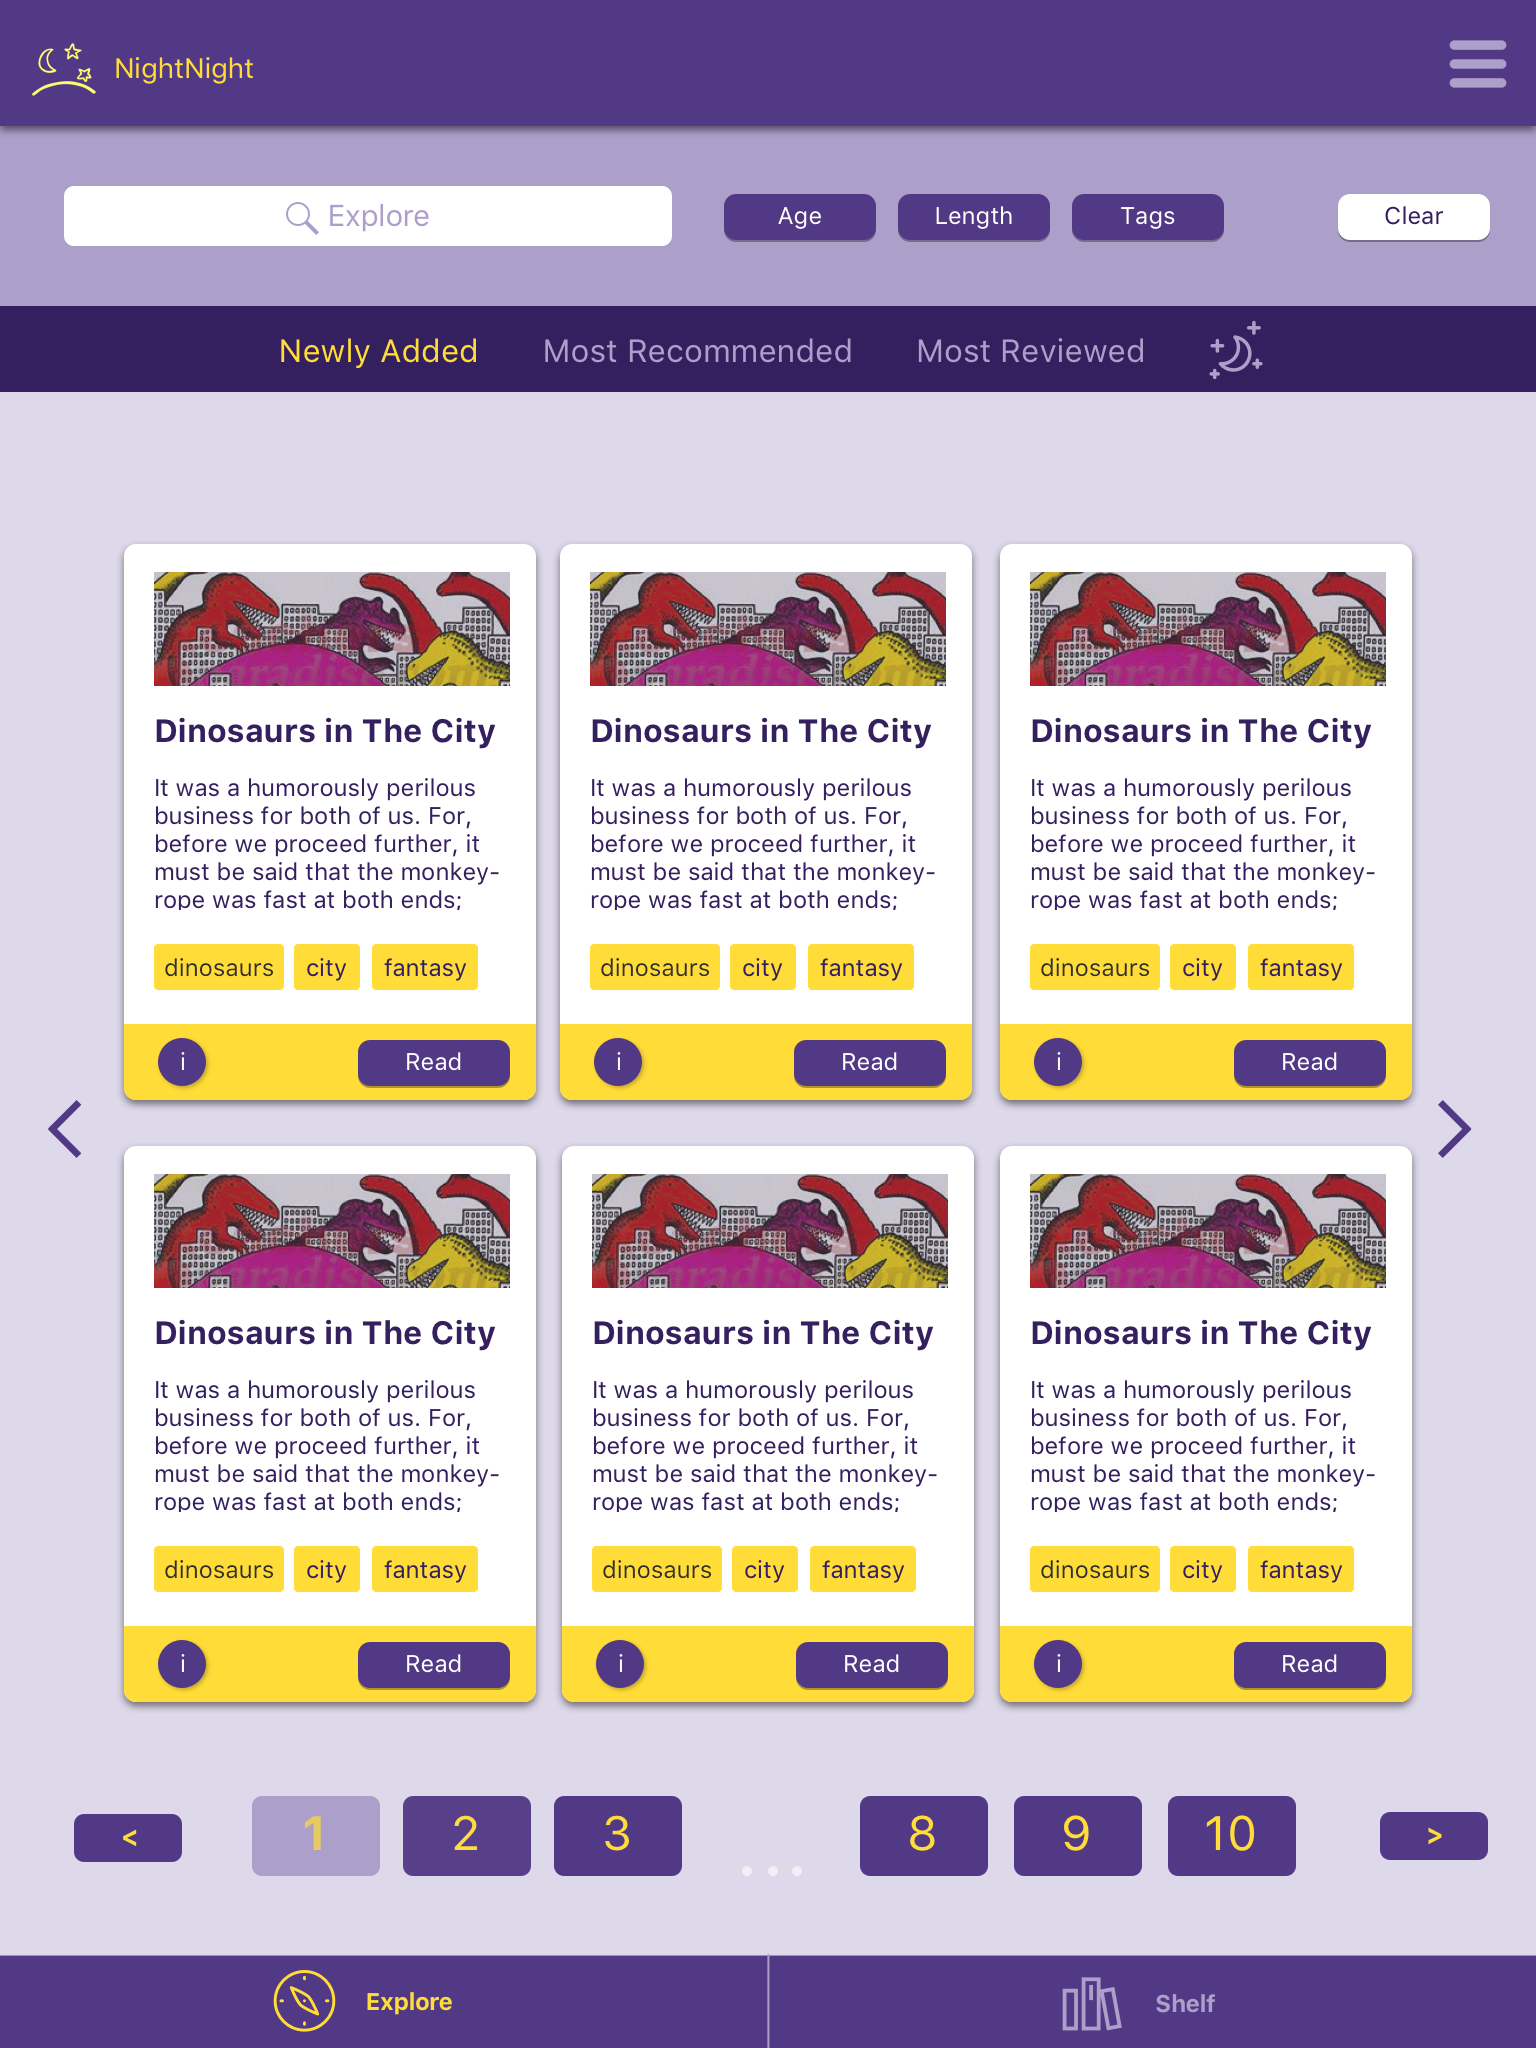 NightNight
Explore
Age
Length
Tags
Clear
Newly Added
Most Recommended
Most Reviewed
Dinosaurs in The City
It was a humorously perilous
business for both of us. For,
before we proceed further, it
must be said that the monkey-
rope was fast at both ends;
dinosaurs
city
fantasy
i
Read
Dinosaurs in The City
It was a humorously perilous
business for both of us. For,
before we proceed further, it
must be said that the monkey-
rope was fast at both ends;
dinosaurs
city
fantasy
i
Read
Dinosaurs in The City
It was a humorously perilous
business for both of us. For,
before we proceed further, it
must be said that the monkey-
rope was fast at both ends;
dinosaurs
city
fantasy
i
Read
Dinosaurs in The City
It was a humorously perilous
business for both of us. For,
before we proceed further, it
must be said that the monkey-
rope was fast at both ends;
dinosaurs
city
fantasy
i
Read
Dinosaurs in The City
It was a humorously perilous
business for both of us. For,
before we proceed further, it
must be said that the monkey-
rope was fast at both ends;
dinosaurs
city
fantasy
i
Read
Dinosaurs in The City
It was a humorously perilous
business for both of us. For,
before we proceed further, it
must be said that the monkey-
rope was fast at both ends;
dinosaurs
city
fantasy
i
Read
<
1
2
3
...
8
9
10
>
Explore
Shelf